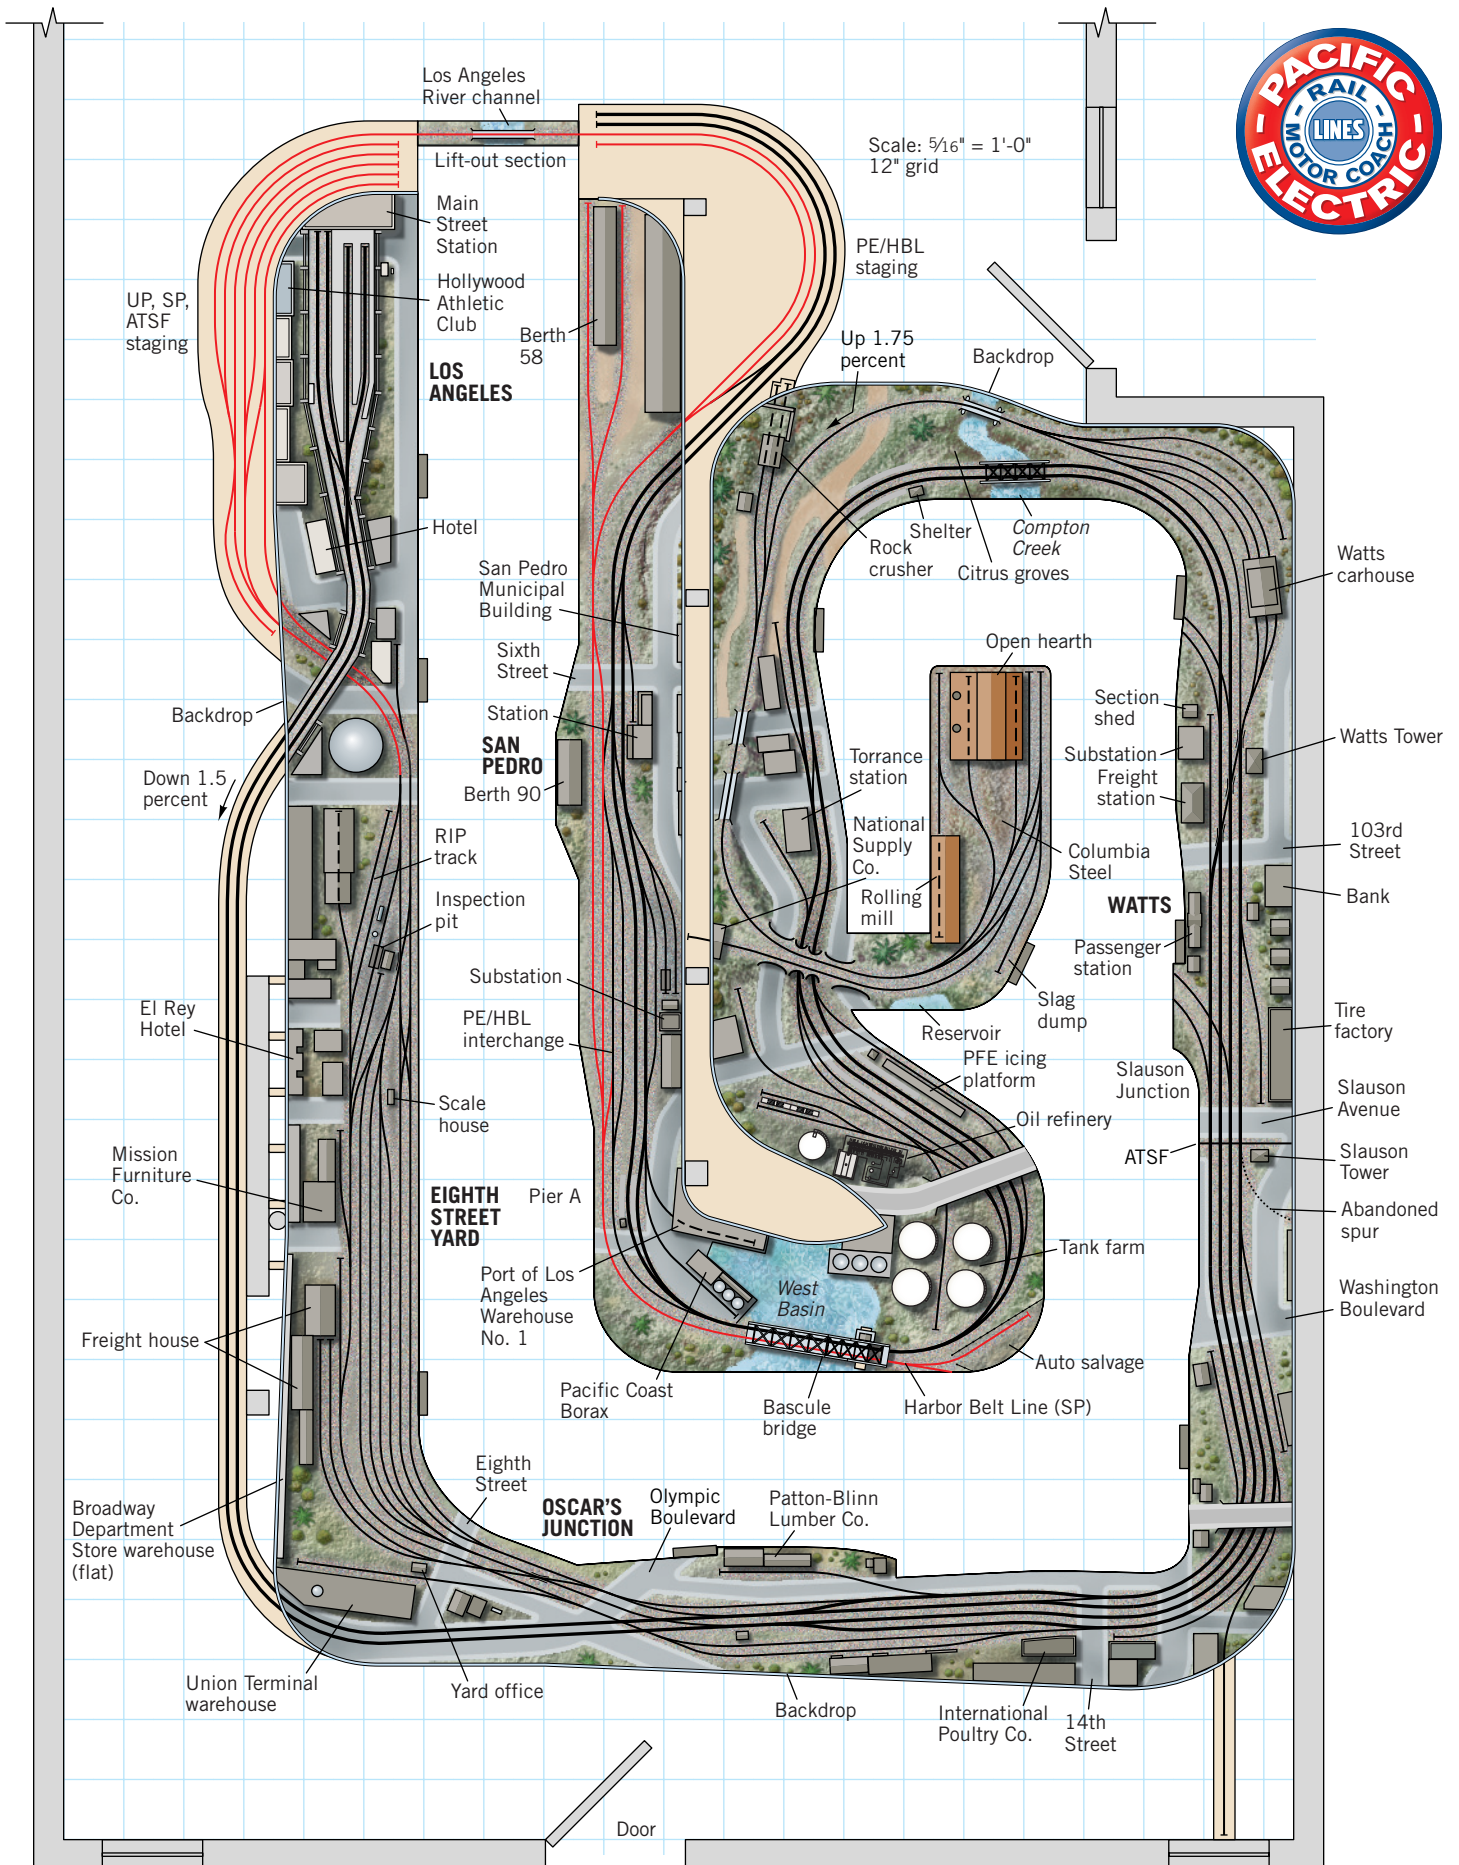 PACIFIC
ELECTRIC
RAIL
LINES
MOTOR COACH
Los Angeles
River channel
Lift-out section
Scale: 5/16" = 1'-0"
12" grid
Main
Street
Station
Hollywood
Athletic
Club
UP, SP,
ATSF
staging
LOS
ANGELES
Berth
58
PE/HBL
staging
Up 1.75
percent
Backdrop
Hotel
Shelter
Rock
crusher
Compton
Creek
Citrus groves
Watts
carhouse
San Pedro
Municipal
Building
Sixth
Street
Station
SAN
PEDRO
Berth 90
Open hearth
Section
shed
Substation
Freight
station
Watts Tower
Backdrop
Down 1.5
percent
Torrance
station
National
Supply
Co.
Rolling
mill
Columbia
Steel
103rd
Street
RIP
track
Inspection
pit
WATTS
Bank
Passenger
station
Substation
PE/HBL
interchange
El Rey
Hotel
Slag
dump
Reservoir
PFE icing
platform
Tire
factory
Slauson
Junction
Slauson
Avenue
Scale
house
Oil refinery
ATSF
Slauson
Tower
Mission
Furniture
Co.
EIGHTH
STREET
YARD
Pier A
Abandoned
spur
Tank farm
Port of Los
Angeles
Warehouse
No. 1
West
Basin
Washington
Boulevard
Freight house
Auto salvage
Pacific Coast
Borax
Bascule
bridge
Harbor Belt Line (SP)
Eighth
Street
Broadway
Department
Store warehouse
(flat)
OSCAR'S
JUNCTION
Olympic
Boulevard
Patton-Blinn
Lumber Co.
Union Terminal
warehouse
Yard office
Backdrop
International
Poultry Co.
14th
Street
Door